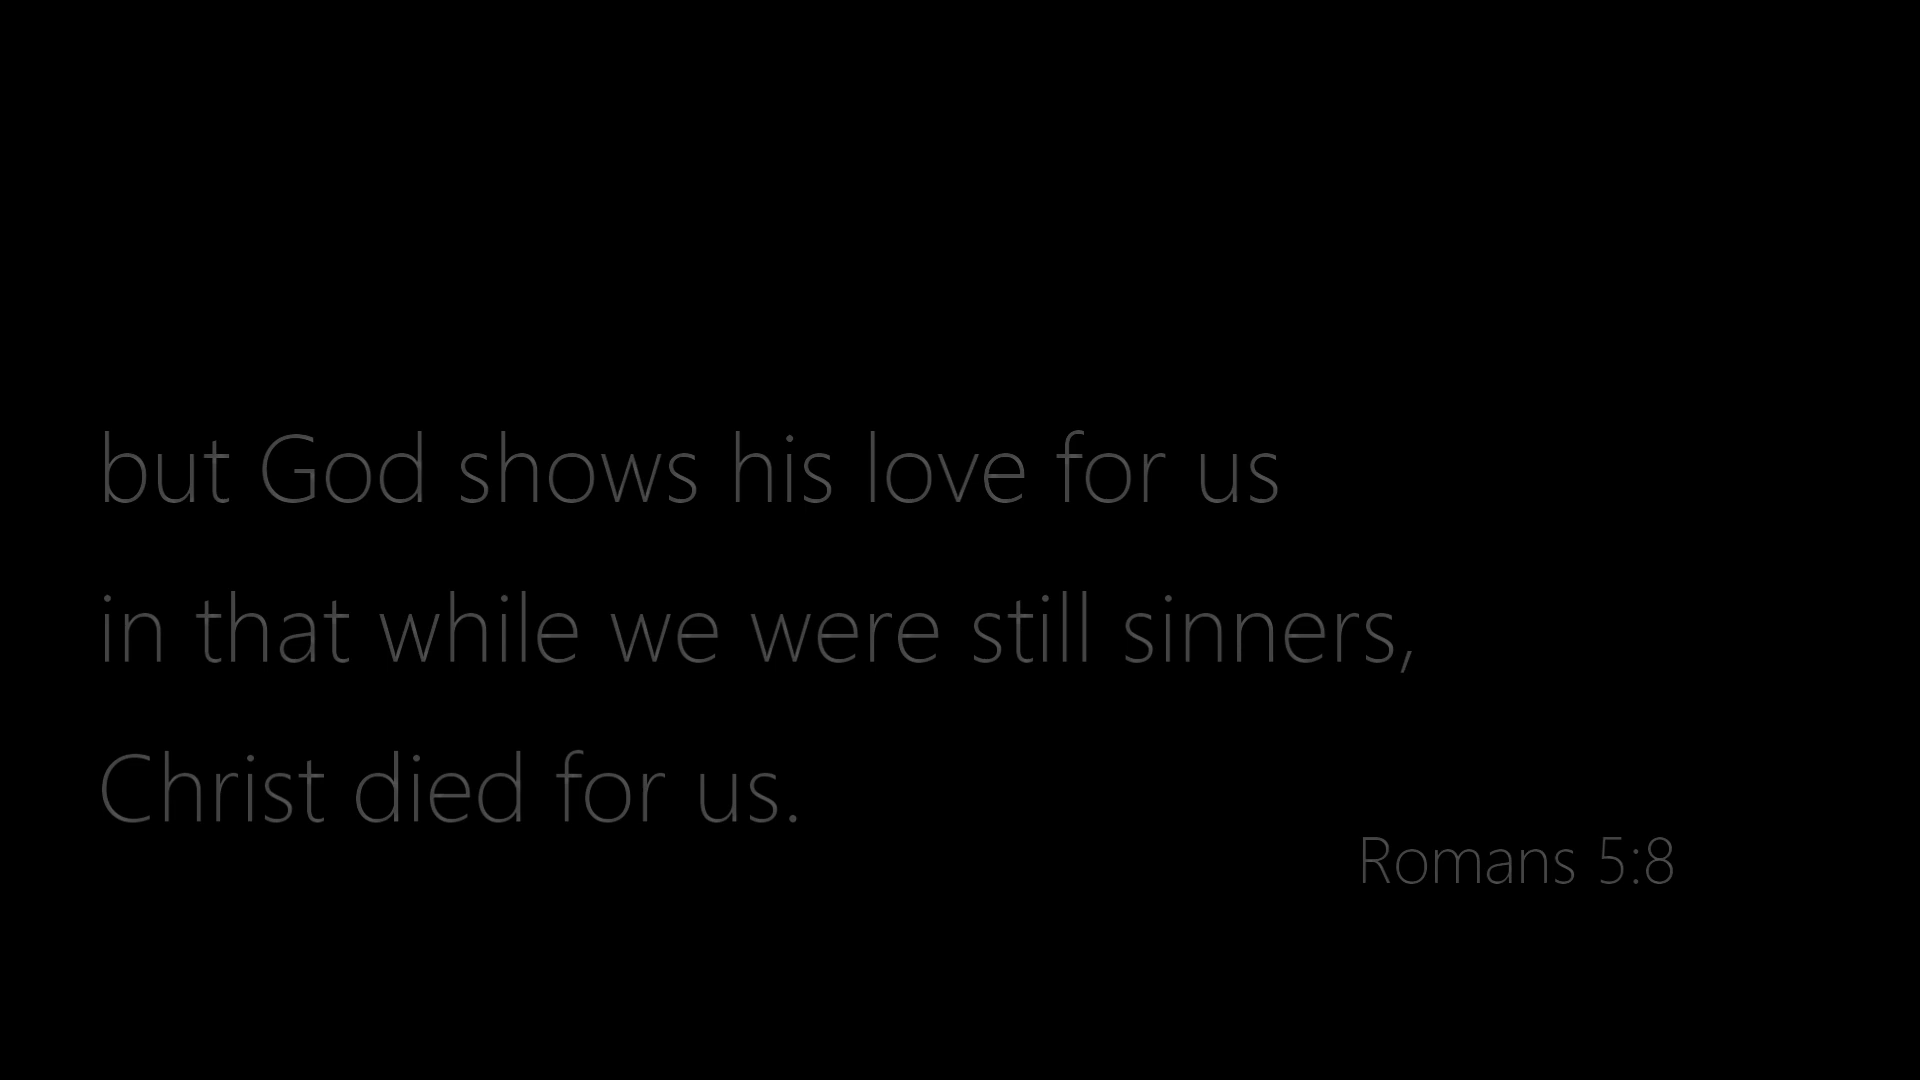 but God shows his love for us
in that while we were still sinners,
Christ died for us.
Romans 5:8